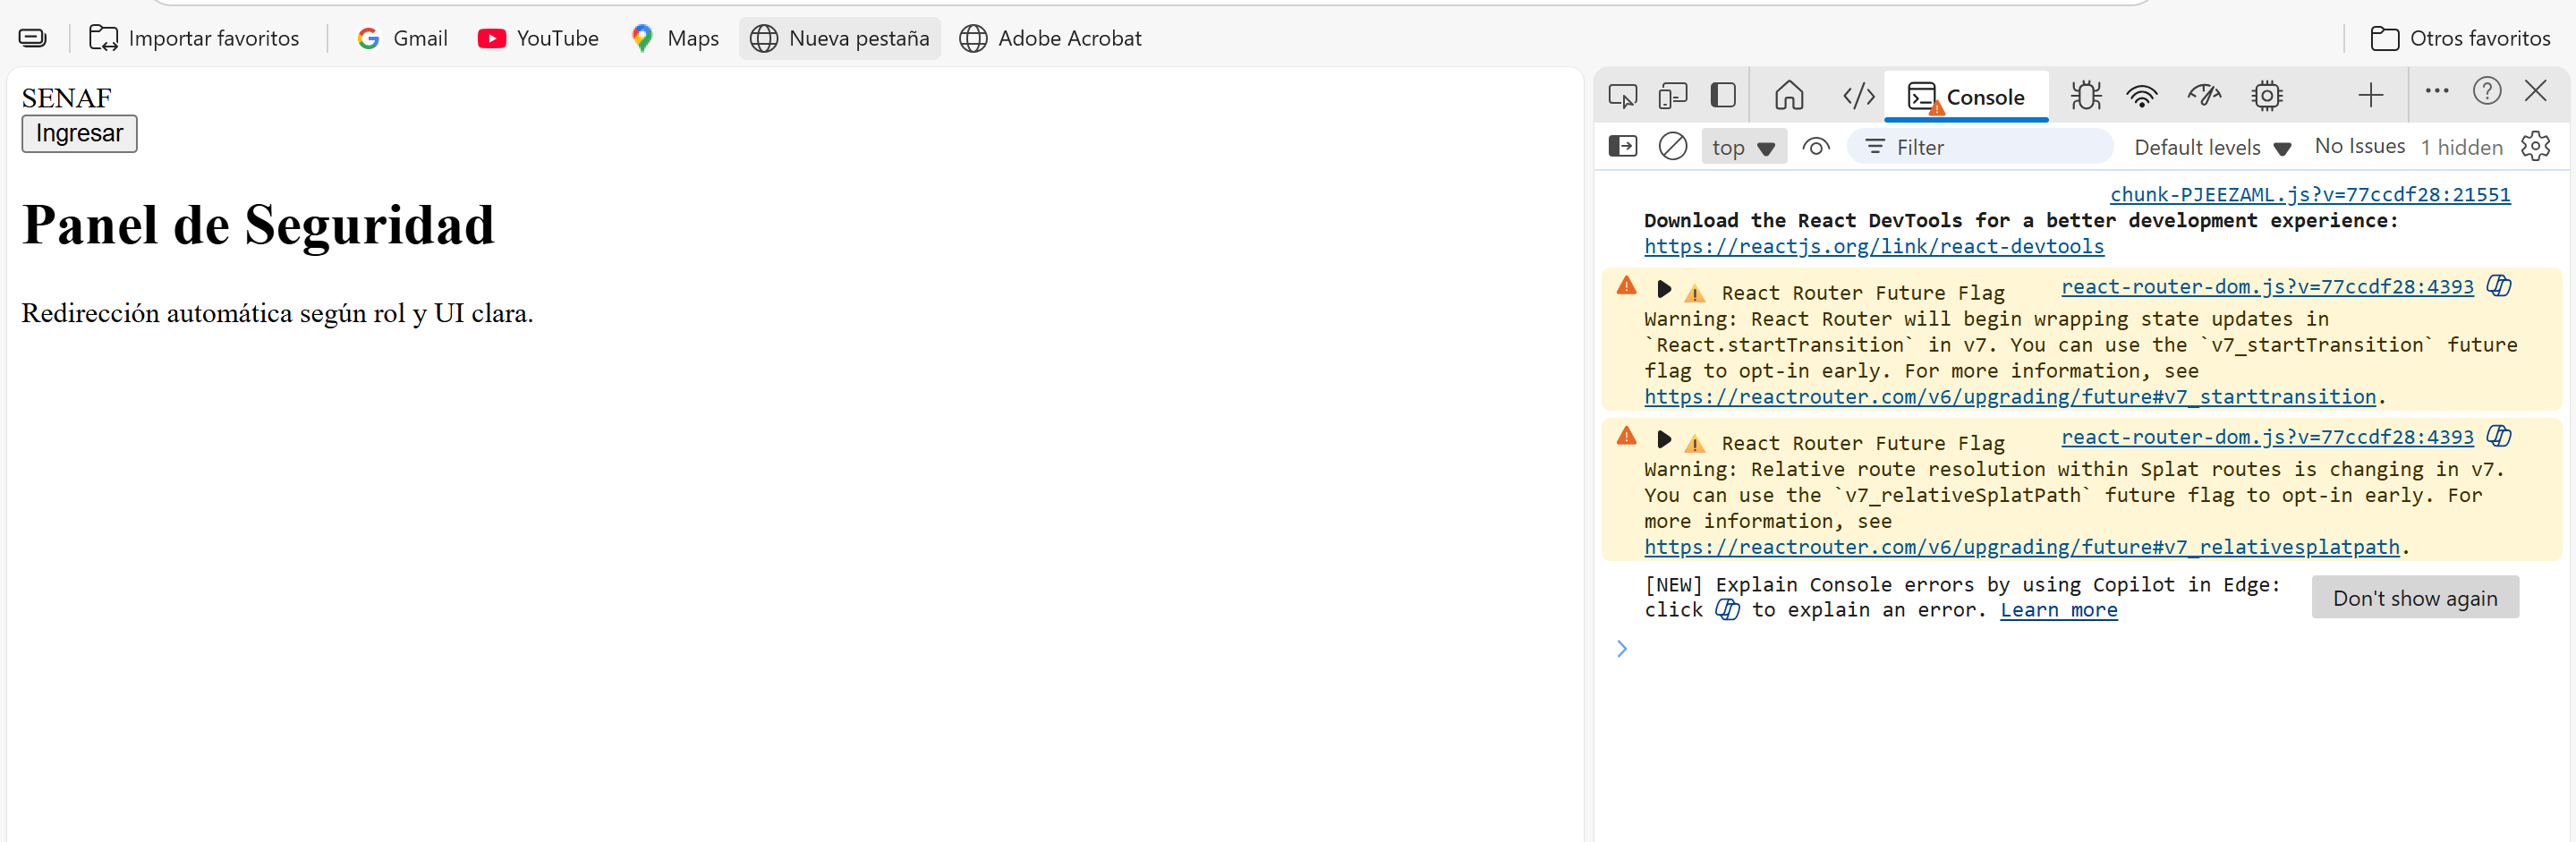 Importar favoritos
Gmail
YouTube
Maps
Nueva pestaña
Adobe Acrobat
Otros favoritos
SENAF
Ingresar
Panel de Seguridad
Redirección automática según rol y UI clara.
Console
top
Filter
Default levels
No Issues
1 hidden
chunk-PJEEZAML.js?v=77ccdf28:21551
Download the React DevTools for a better development experience:
https://reactjs.org/link/react-devtools
React Router Future Flag react-router-dom.js?v=77ccdf28:4393
Warning: React Router will begin wrapping state updates in
`React.startTransition` in v7. You can use the `v7_startTransition` future
flag to opt-in early. For more information, see
https://reactrouter.com/v6/upgrading/future#v7_starttransition.
React Router Future Flag react-router-dom.js?v=77ccdf28:4393
Warning: Relative route resolution within Splat routes is changing in v7.
You can use the `v7_relativeSplatPath` future flag to opt-in early. For
more information, see
https://reactrouter.com/v6/upgrading/future#v7_relativesplatpath.
[NEW] Explain Console errors by using Copilot in Edge:
click to explain an error. Learn more
Don't show again